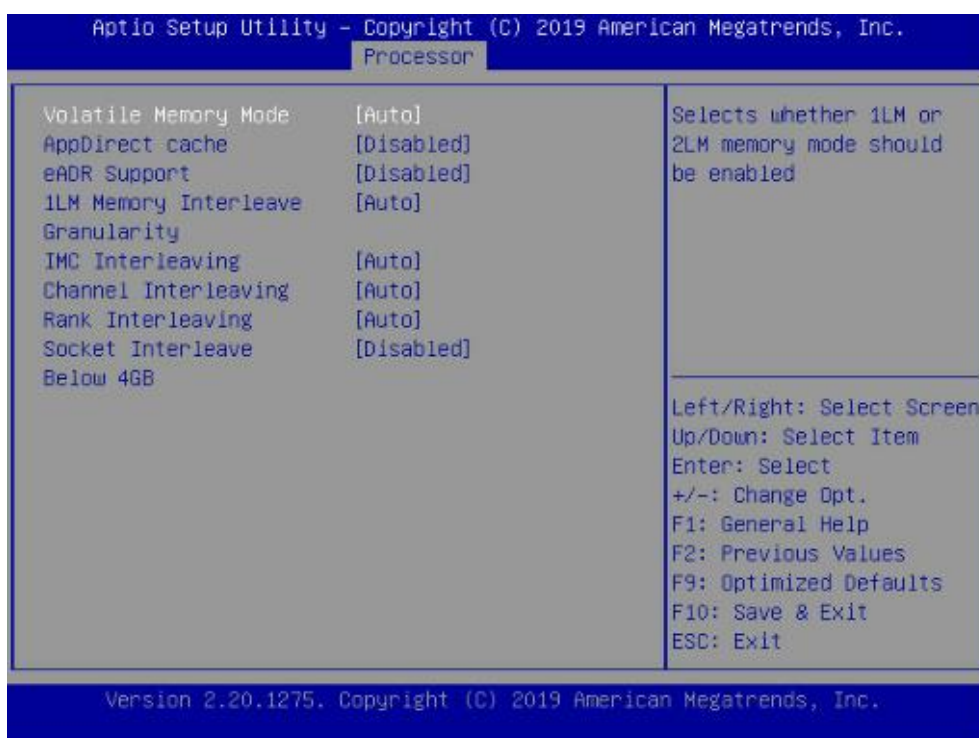 Aptio Setup Utility – Copyright (C) 2019 American Megatrends, Inc.
Processor
Volatile Memory Mode [Auto]
AppDirect cache [Disabled]
eADR Support [Disabled]
1LM Memory Interleave [Auto]
Granularity
IMC Interleaving [Auto]
Channel Interleaving [Auto]
Rank Interleaving [Auto]
Socket Interleave [Disabled]
Below 4GB
Selects whether 1LM or
2LM memory mode should
be enabled
Left/Right: Select Screen
Up/Down: Select Item
Enter: Select
+/-: Change Opt.
F1: General Help
F2: Previous Values
F9: Optimized Defaults
F10: Save & Exit
ESC: Exit
Version 2.20.1275. Copyright (C) 2019 American Megatrends, Inc.